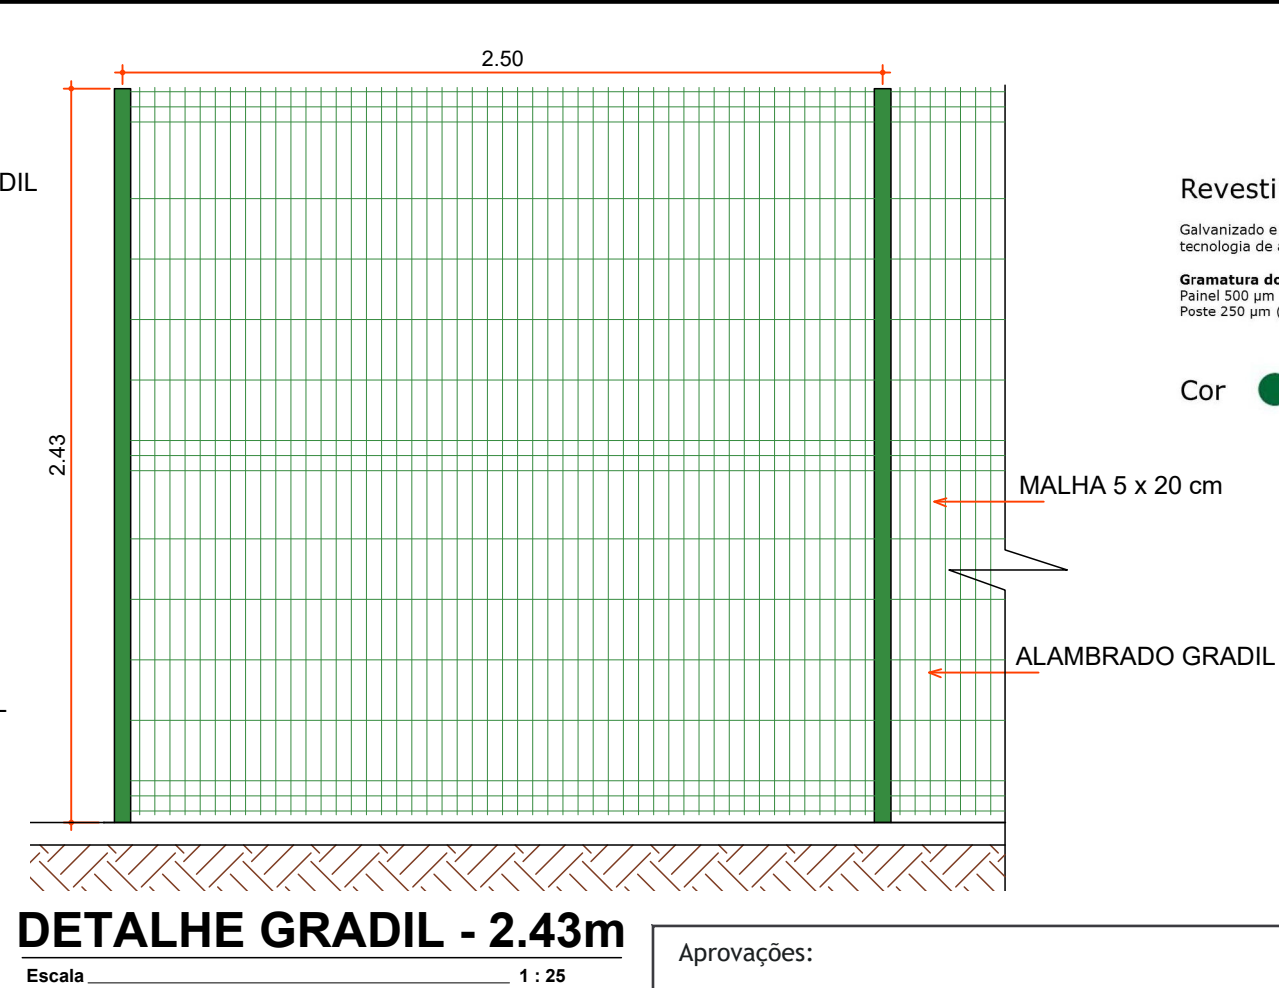 2.50
DIL
Revesti
Galvanizado e
tecnologia de
Gramatura do
Painel 500 μm
Poste 250 μm (
Cor
2.43
MALHA 5 x 20 cm
ALAMBRADO GRADIL
DETALHE GRADIL - 2.43m
Escala 1 : 25
Aprovações: